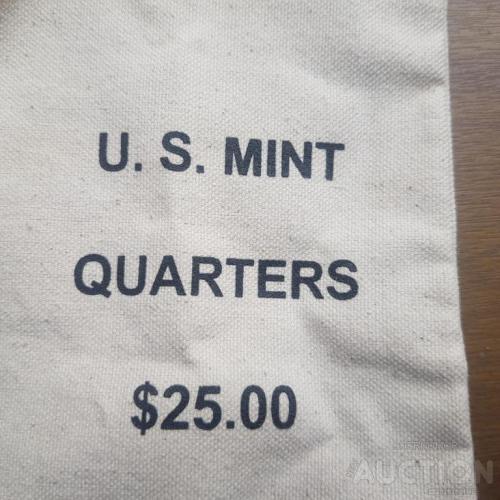 U. S. MINT
QUARTERS
$25.00
AUCTION